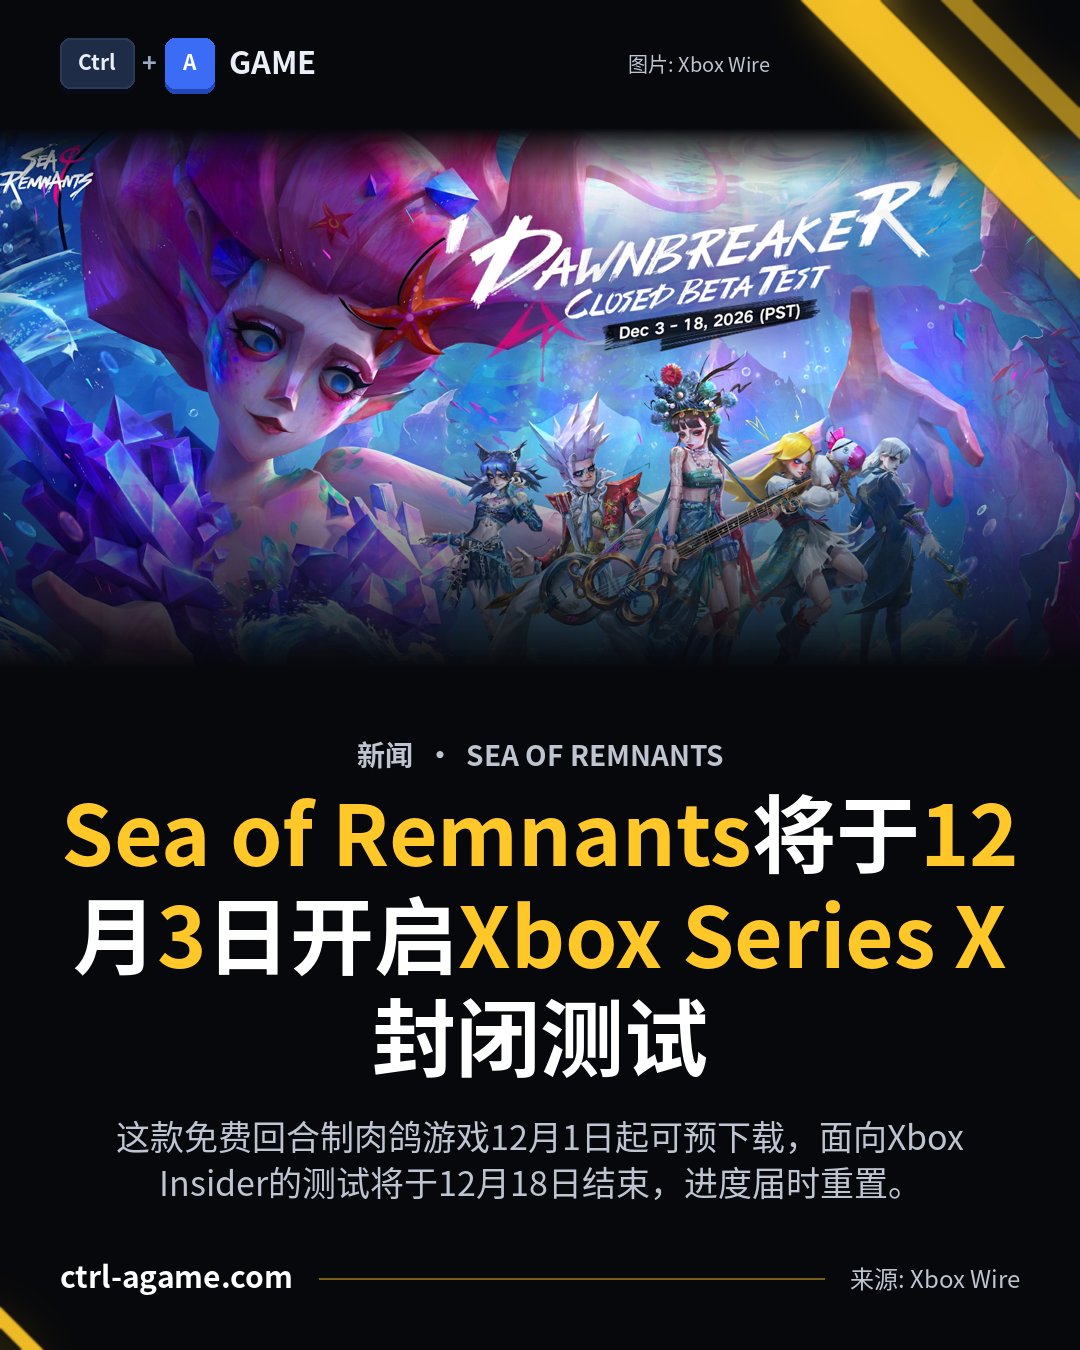 Ctrl + A GAME
图片: Xbox Wire
SEA OF REMNANTS
'DAWNBREAKER'
CLOSED BETA TEST
Dec 3 - 18, 2026 (PST)
新闻 · SEA OF REMNANTS
Sea of Remnants将于12
月3日开启Xbox Series X
封闭测试
这款免费回合制肉鸽游戏12月1日起可预下载，面向Xbox
Insider的测试将于12月18日结束，进度届时重置。
ctrl-agame.com
来源: Xbox Wire